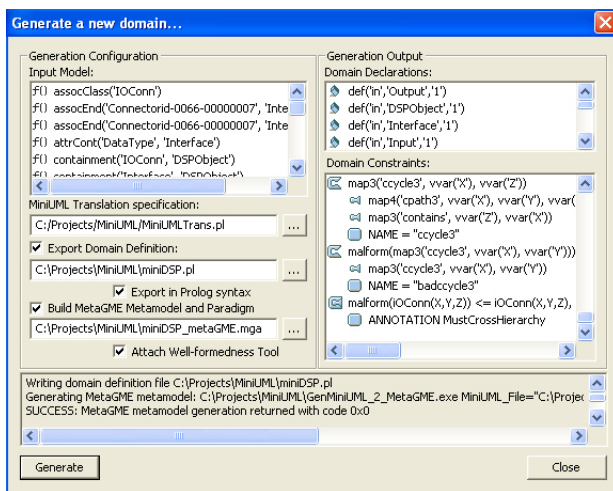 Generate a new domain...
Generation Configuration
Input Model:
f() assocClass('IOConn')
f() assocEnd('Connectorid-0066-00000007', 'Inte
f() assocEnd('Connectorid-0066-00000007', 'Inte
f() attrCont('DataType', 'Interface')
f() containment('IOConn', 'DSPObject')
f() containment('Interface', 'DSPObject')
MiniUML Translation specification:
C:/Projects/MiniUML/MiniUMLTrans.pl
...
Export Domain Definition:
C:\Projects\MiniUML\miniDSP.pl
...
Export in Prolog syntax
Build MetaGME Metamodel and Paradigm
C:\Projects\MiniUML\miniDSP_metaGME.mga
...
Attach Well-formedness Tool
Generation Output
Domain Declarations:
def('in','Output','1')
def('in','DSPObject','1')
def('in','Interface','1')
def('in','Input','1')
Domain Constraints:
map3('ccycle3', vvar('X'), vvar('Z'))
map4('cpath3', vvar('X'), vvar('Y'), vvar(
map3('contains', vvar('Z'), vvar('X'))
NAME = "ccycle3"
malform(map3('ccycle3', vvar('X'), vvar('Y')))
map3('ccycle3', vvar('X'), vvar('Y'))
NAME = "badccycle3"
malform(iOConn(X,Y,Z)) <= iOConn(X,Y,Z),
ANNOTATION MustCrossHierarchy
Writing domain definition file C:\Projects\MiniUML\miniDSP.pl
Generating MetaGME metamodel: C:\Projects\MiniUML\GenMiniUML_2_MetaGME.exe MiniUML_File="C:\Projec
SUCCESS: MetaGME metamodel generation returned with code 0x0
Generate
Close